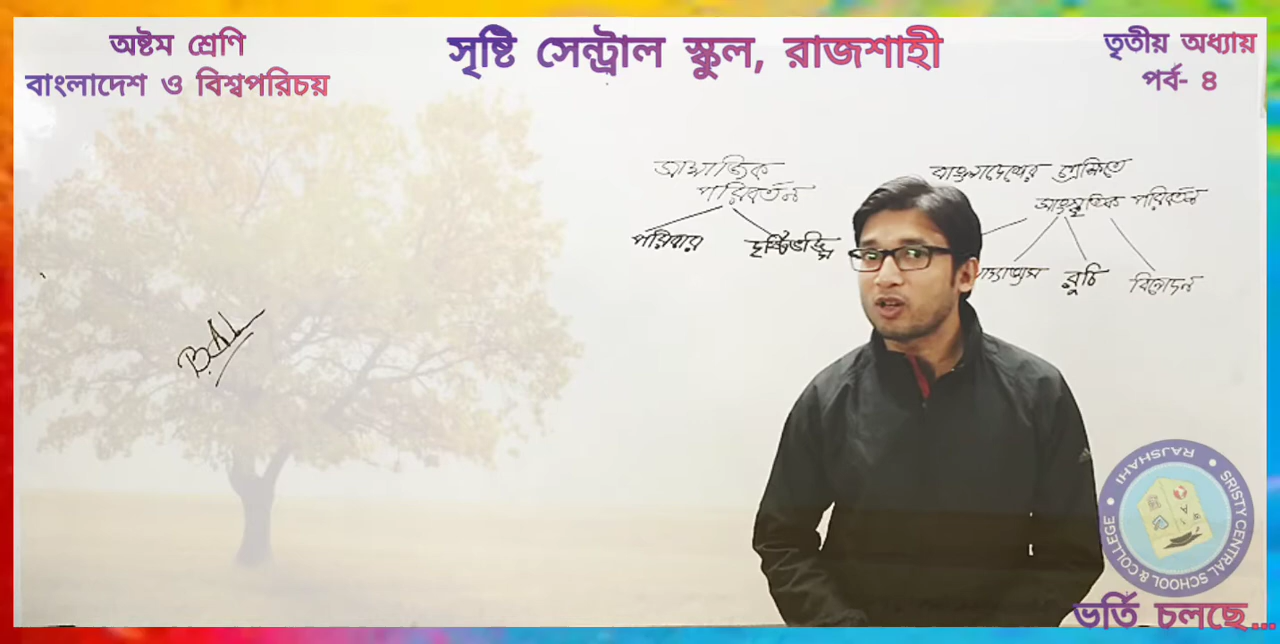 অষ্টম শ্রেণি
বাংলাদেশ ও বিশ্বপরিচয়
সৃষ্টি সেন্ট্রাল স্কুল, রাজশাহী
তৃতীয় অধ্যায়
পর্ব- ৪
সামাজিক
পরিবর্তন
পরিবার
দৃষ্টিভঙ্গি
বাংলাদেশের প্রেক্ষিতে
সাংস্কৃতিক পরিবর্তন
রুচি
বিনোদন
SRISTY CENTRAL SCHOOL & COLLEGE
RAJSHAHI
ভর্তি চলছে...